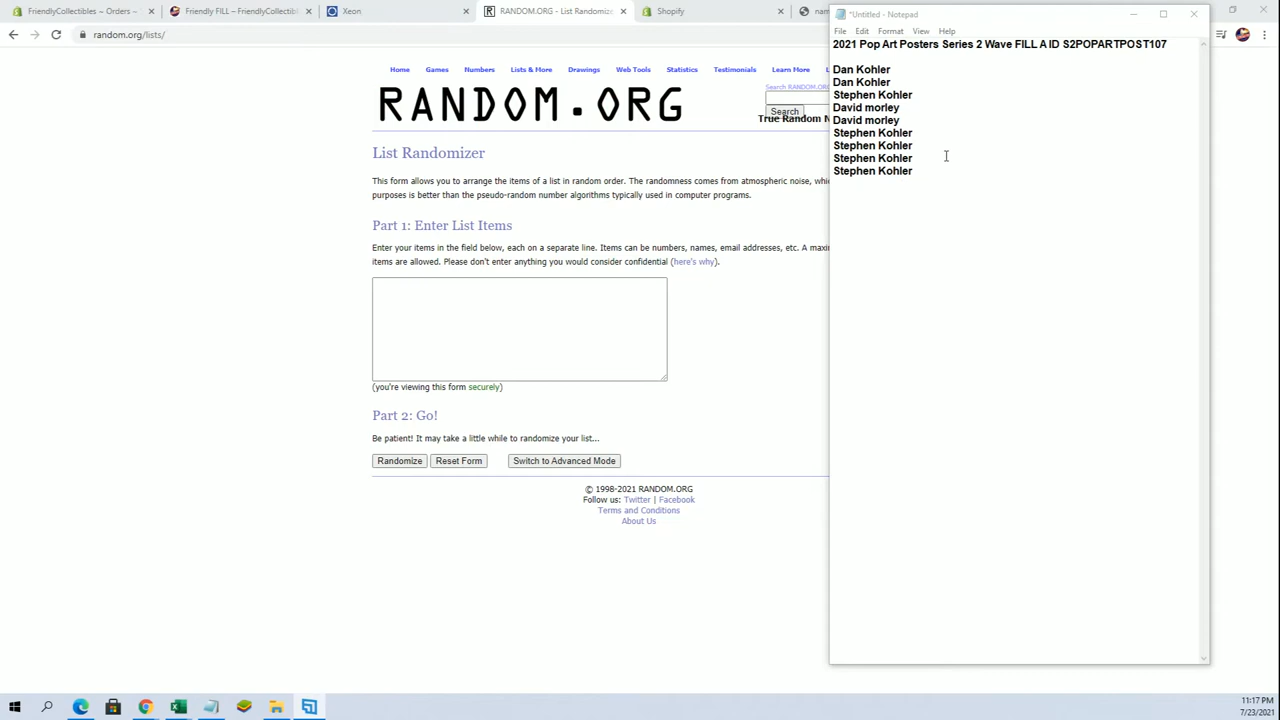 FriendlyCollectibles ~ Orders ~
Friendly FILL – FriendlyCollectibl
Xeon
RANDOM.ORG - List Randomizer
Shopify
random.org/lists/
Home Games Numbers Lists & More Drawings Web Tools Statistics Testimonials Learn More
Search RANDOM.ORG
RANDOM.ORG
Search
True Random
List Randomizer
This form allows you to arrange the items of a list in random order. The randomness comes from atmospheric noise,
purposes is better than the pseudo-random number algorithms typically used in computer programs.
Part 1: Enter List Items
Enter your items in the field below, each on a separate line. Items can be numbers, names, email addresses, etc. A
items are allowed. Please don't enter anything you would consider confidential (here's why).
(you're viewing this form securely)
Part 2: Go!
Be patient! It may take a little while to randomize your list...
Randomize Reset Form Switch to Advanced Mode
© 1998-2021 RANDOM.ORG
Follow us: Twitter | Facebook
Terms and Conditions
About Us
*Untitled - Notepad
File Edit Format View Help
2021 Pop Art Posters Series 2 Wave FILL A ID S2POPARTPOST107
Dan Kohler
Dan Kohler
Stephen Kohler
David morley
David morley
Stephen Kohler
Stephen Kohler
Stephen Kohler
Stephen Kohler
11:17 PM
7/23/2021